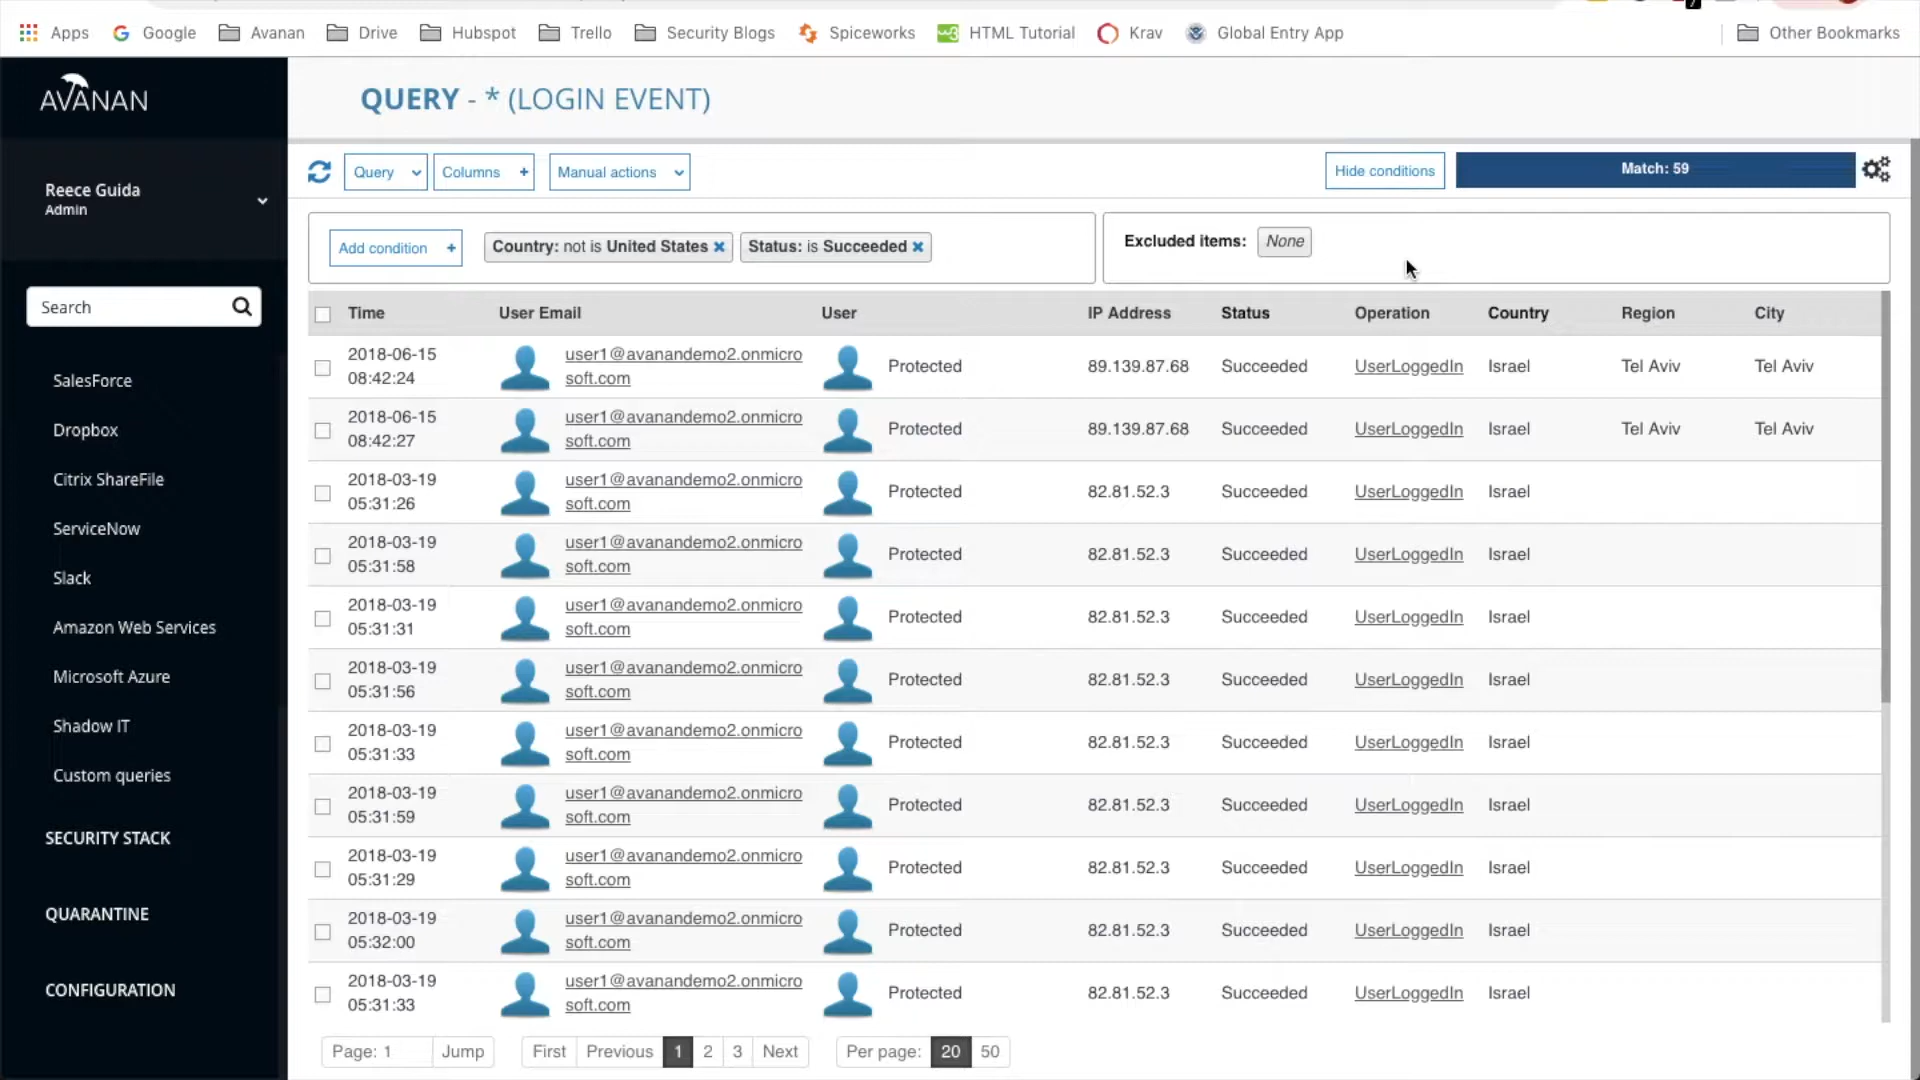 Apps Google Avanan Drive Hubspot Trello Security Blogs Spiceworks HTML Tutorial Krav Global Entry App Other Bookmarks
AVANAN
QUERY - * (LOGIN EVENT)
Reece Guida
Admin
Query Columns + Manual actions Hide conditions Match: 59
Add condition + Country: not is United States × Status: is Succeeded × Excluded items: None
Search
SalesForce
Dropbox
Citrix ShareFile
ServiceNow
Slack
Amazon Web Services
Microsoft Azure
Shadow IT
Custom queries
SECURITY STACK
QUARANTINE
CONFIGURATION
Time User Email User IP Address Status Operation Country Region City
2018-06-15 user1@avanandemo2.onmicro
08:42:24 soft.com Protected 89.139.87.68 Succeeded UserLoggedIn Israel Tel Aviv Tel Aviv
2018-06-15 user1@avanandemo2.onmicro
08:42:27 soft.com Protected 89.139.87.68 Succeeded UserLoggedIn Israel Tel Aviv Tel Aviv
2018-03-19 user1@avanandemo2.onmicro
05:31:26 soft.com Protected 82.81.52.3 Succeeded UserLoggedIn Israel
2018-03-19 user1@avanandemo2.onmicro
05:31:58 soft.com Protected 82.81.52.3 Succeeded UserLoggedIn Israel
2018-03-19 user1@avanandemo2.onmicro
05:31:31 soft.com Protected 82.81.52.3 Succeeded UserLoggedIn Israel
2018-03-19 user1@avanandemo2.onmicro
05:31:56 soft.com Protected 82.81.52.3 Succeeded UserLoggedIn Israel
2018-03-19 user1@avanandemo2.onmicro
05:31:33 soft.com Protected 82.81.52.3 Succeeded UserLoggedIn Israel
2018-03-19 user1@avanandemo2.onmicro
05:31:59 soft.com Protected 82.81.52.3 Succeeded UserLoggedIn Israel
2018-03-19 user1@avanandemo2.onmicro
05:31:29 soft.com Protected 82.81.52.3 Succeeded UserLoggedIn Israel
2018-03-19 user1@avanandemo2.onmicro
05:32:00 soft.com Protected 82.81.52.3 Succeeded UserLoggedIn Israel
2018-03-19 user1@avanandemo2.onmicro
05:31:33 soft.com Protected 82.81.52.3 Succeeded UserLoggedIn Israel
Page: 1 Jump First Previous 1 2 3 Next Per page: 20 50